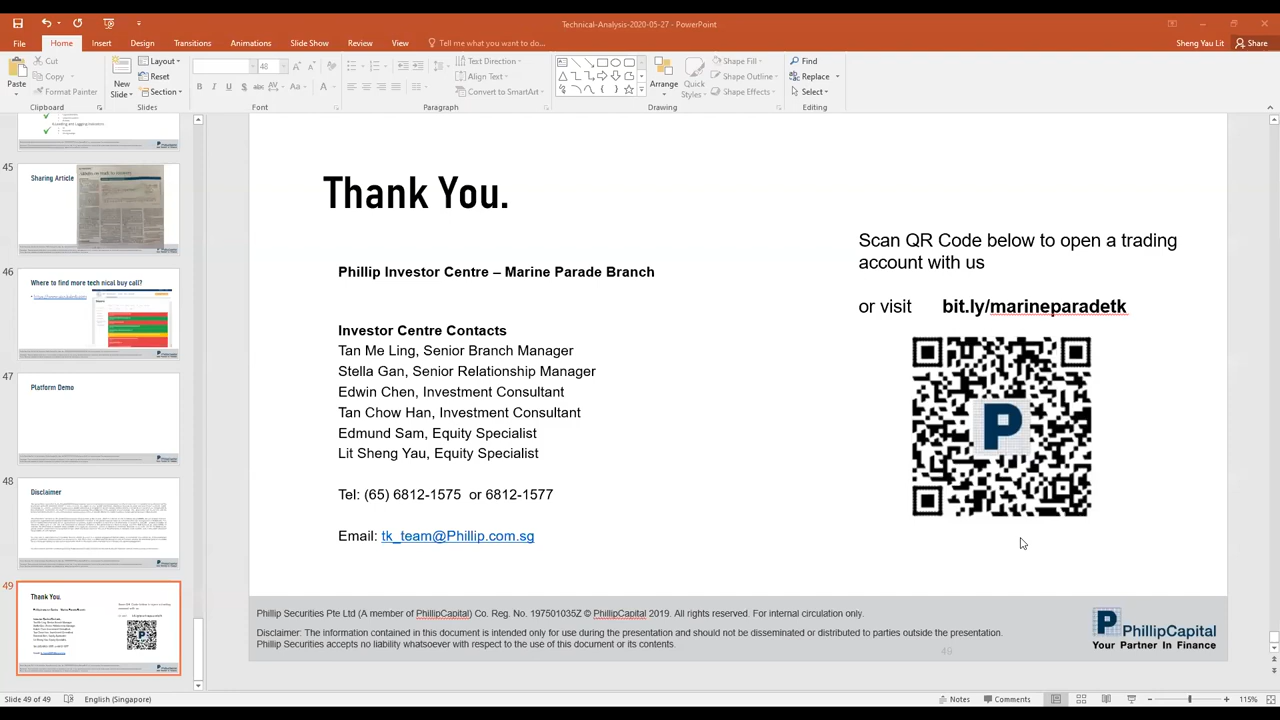 Technical-Analysis-2020-05-27 - PowerPoint
File Home Insert Design Transitions Animations Slide Show Review View Tell me what you want to do... Sheng Yau Lit Share
Paste
Cut
Copy
Format Painter
Clipboard
New Slide
Layout
Reset
Section
Slides
48
Font
Text Direction
Align Text
Convert to SmartArt
Paragraph
Arrange
Quick Styles
Shape Fill
Shape Outline
Shape Effects
Drawing
Find
Replace
Select
Editing
45
Sharing Article
46
Where to find more tech nical buy call?
47
Platform Demo
48
Disclaimer
49
Thank You.
Thank You.
Phillip Investor Centre – Marine Parade Branch
Investor Centre Contacts
Tan Me Ling, Senior Branch Manager
Stella Gan, Senior Relationship Manager
Edwin Chen, Investment Consultant
Tan Chow Han, Investment Consultant
Edmund Sam, Equity Specialist
Lit Sheng Yau, Equity Specialist
Tel: (65) 6812-1575 or 6812-1577
Email: tk_team@Phillip.com.sg
Scan QR Code below to open a trading
account with us
or visit bit.ly/marineparadetk
P
Phillip Securities Pte Ltd (A member of PhillipCapital) Co. Reg. No. 197501035Z © PhillipCapital 2019. All rights reserved. For internal circulation only.
Disclaimer: The information contained in this document is intended only for use during the presentation and should not be disseminated or distributed to parties outside the presentation.
Phillip Securities accepts no liability whatsoever with respect to the use of this document or its contents.
49
PhillipCapital
Your Partner In Finance
Slide 49 of 49 English (Singapore) Notes Comments 115%